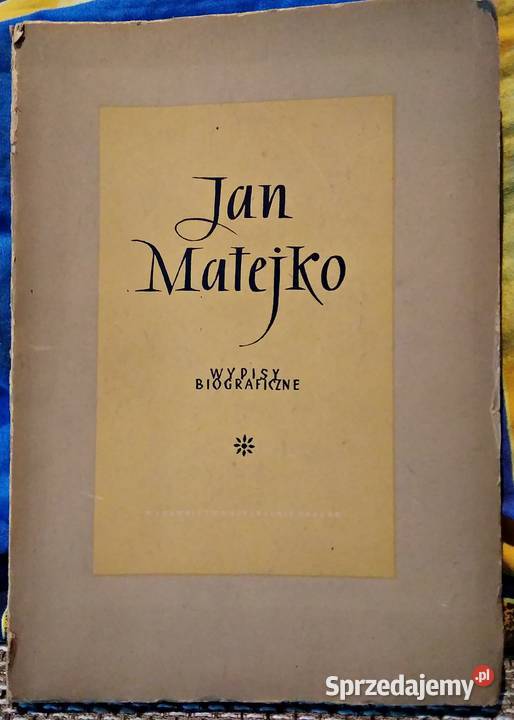 Jan
Matejko
WYPISY
BIOGRAFICZNE
Sprzedajemy.pl